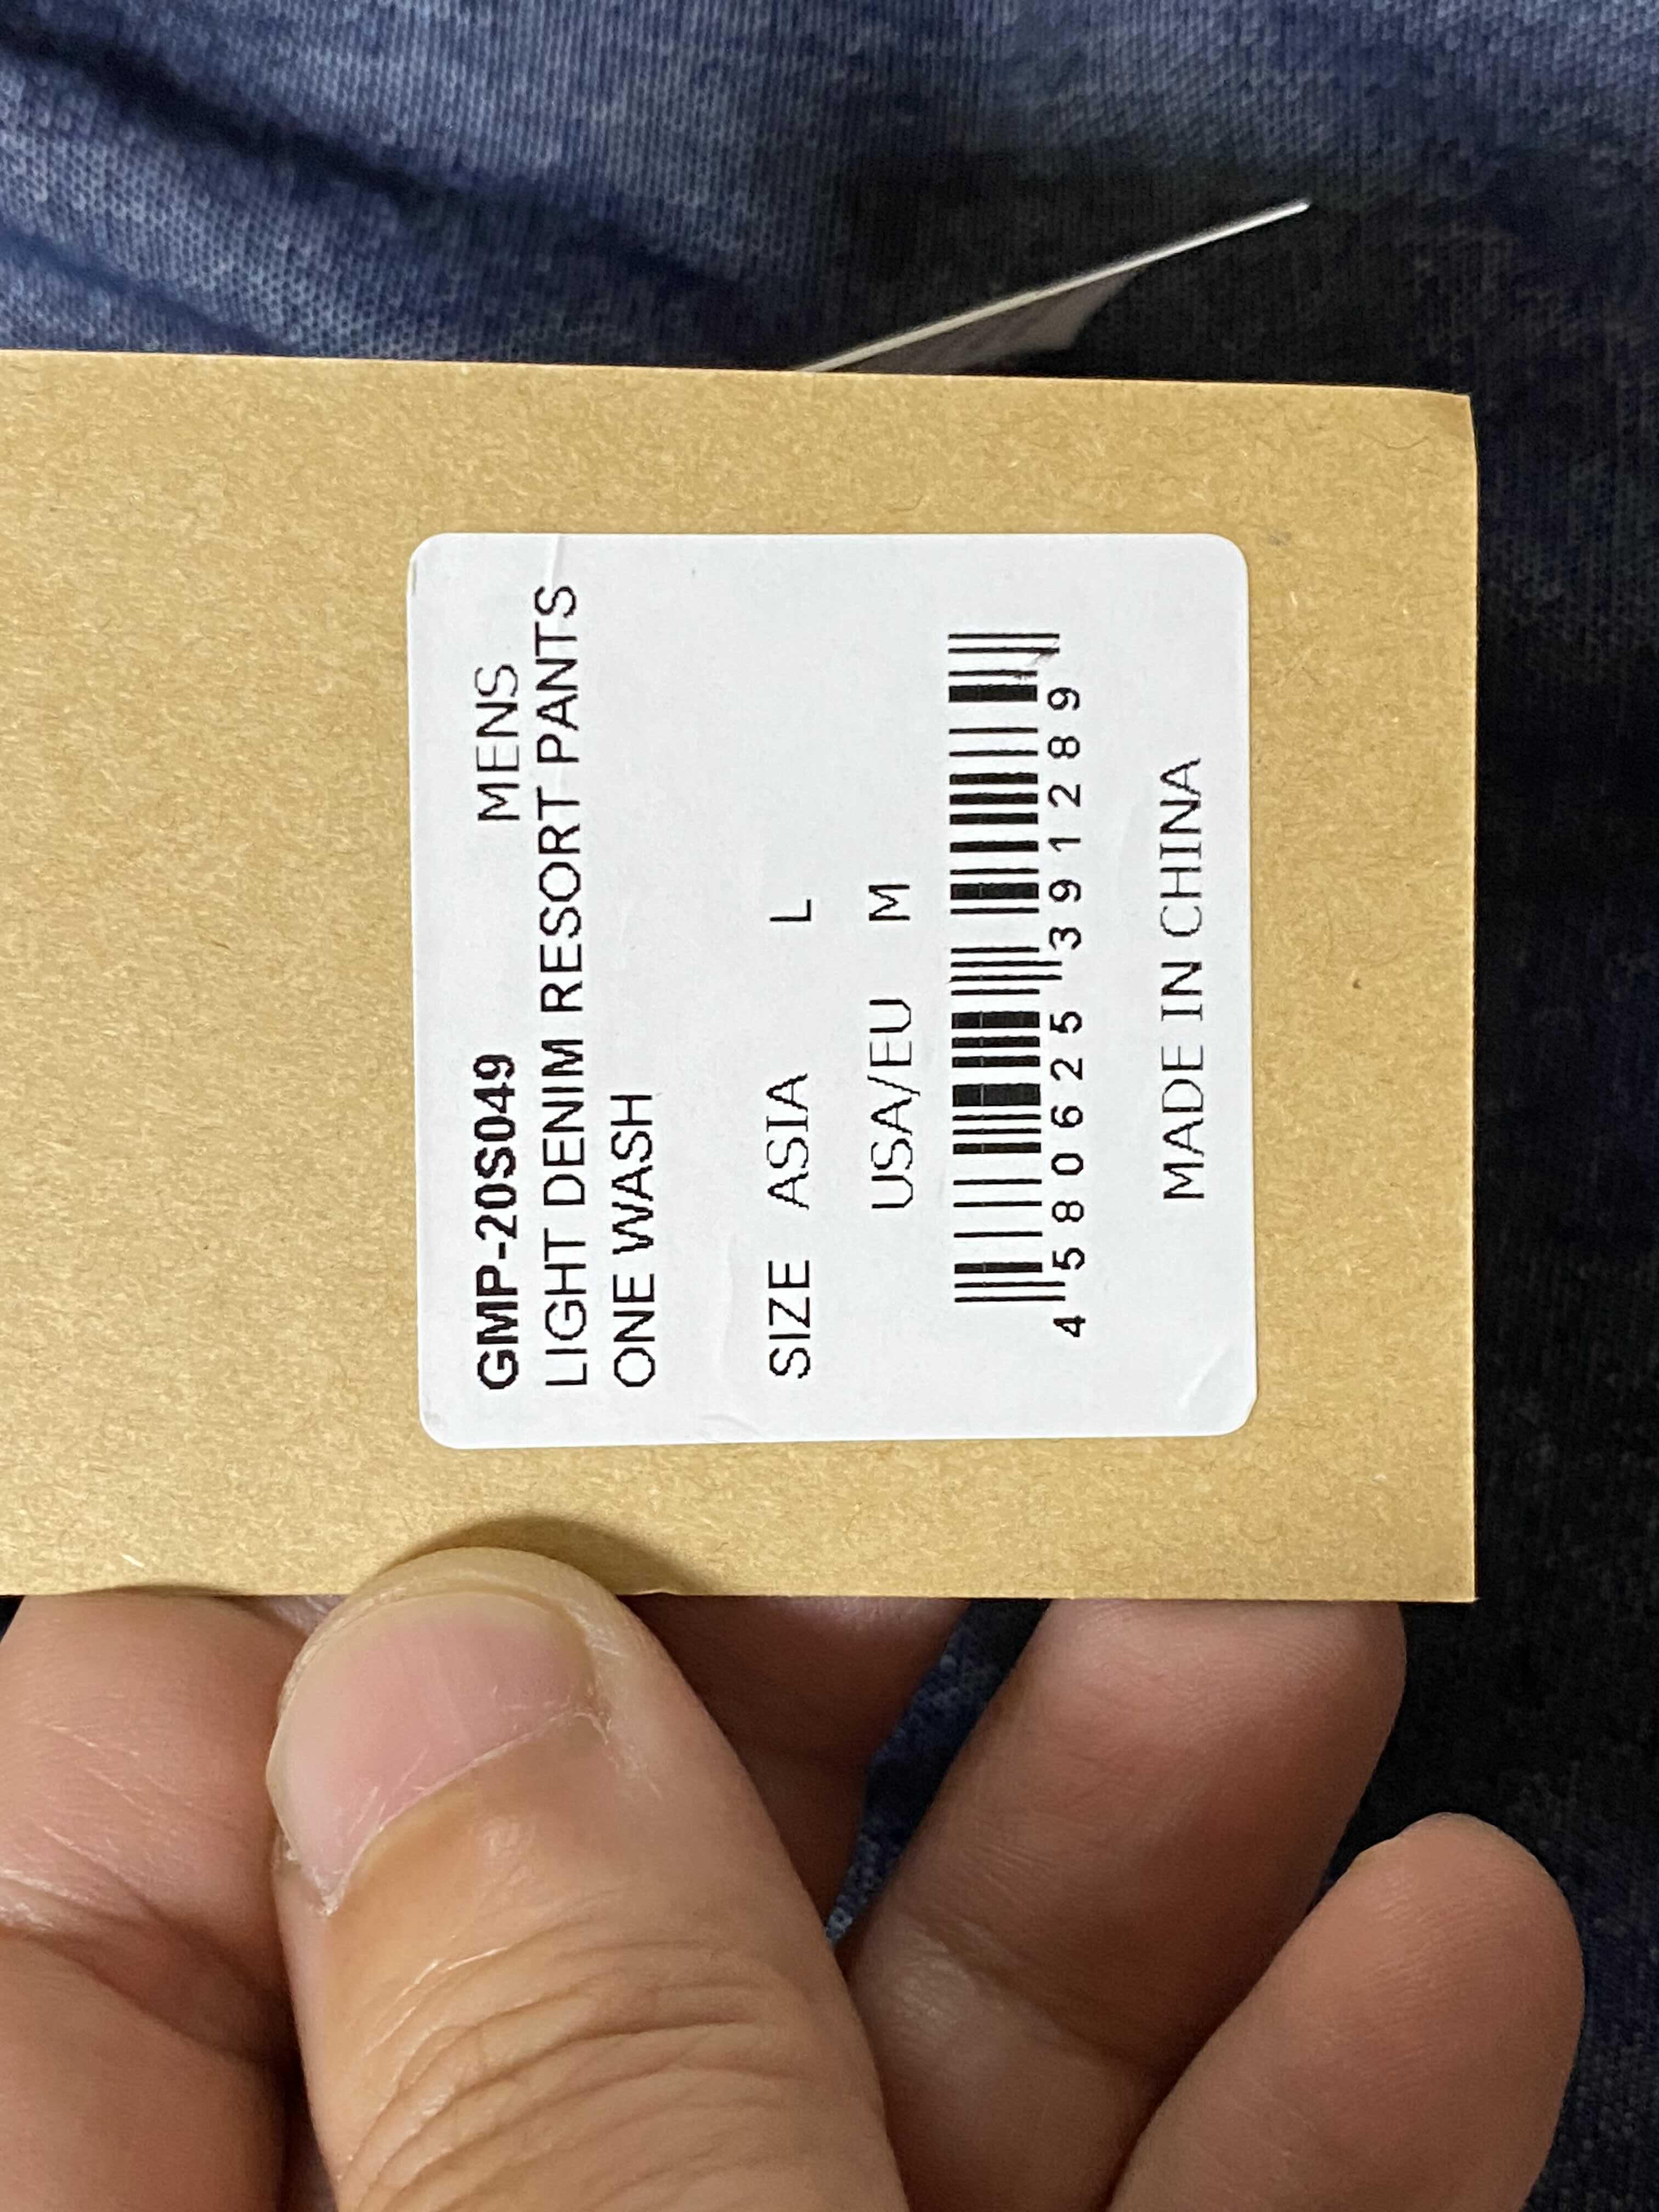 GMP-20S049 MENS
LIGHT DENIM RESORT PANTS
ONE WASH
SIZE ASIA L
USA/EU M
4 580625 391289
MADE IN CHINA